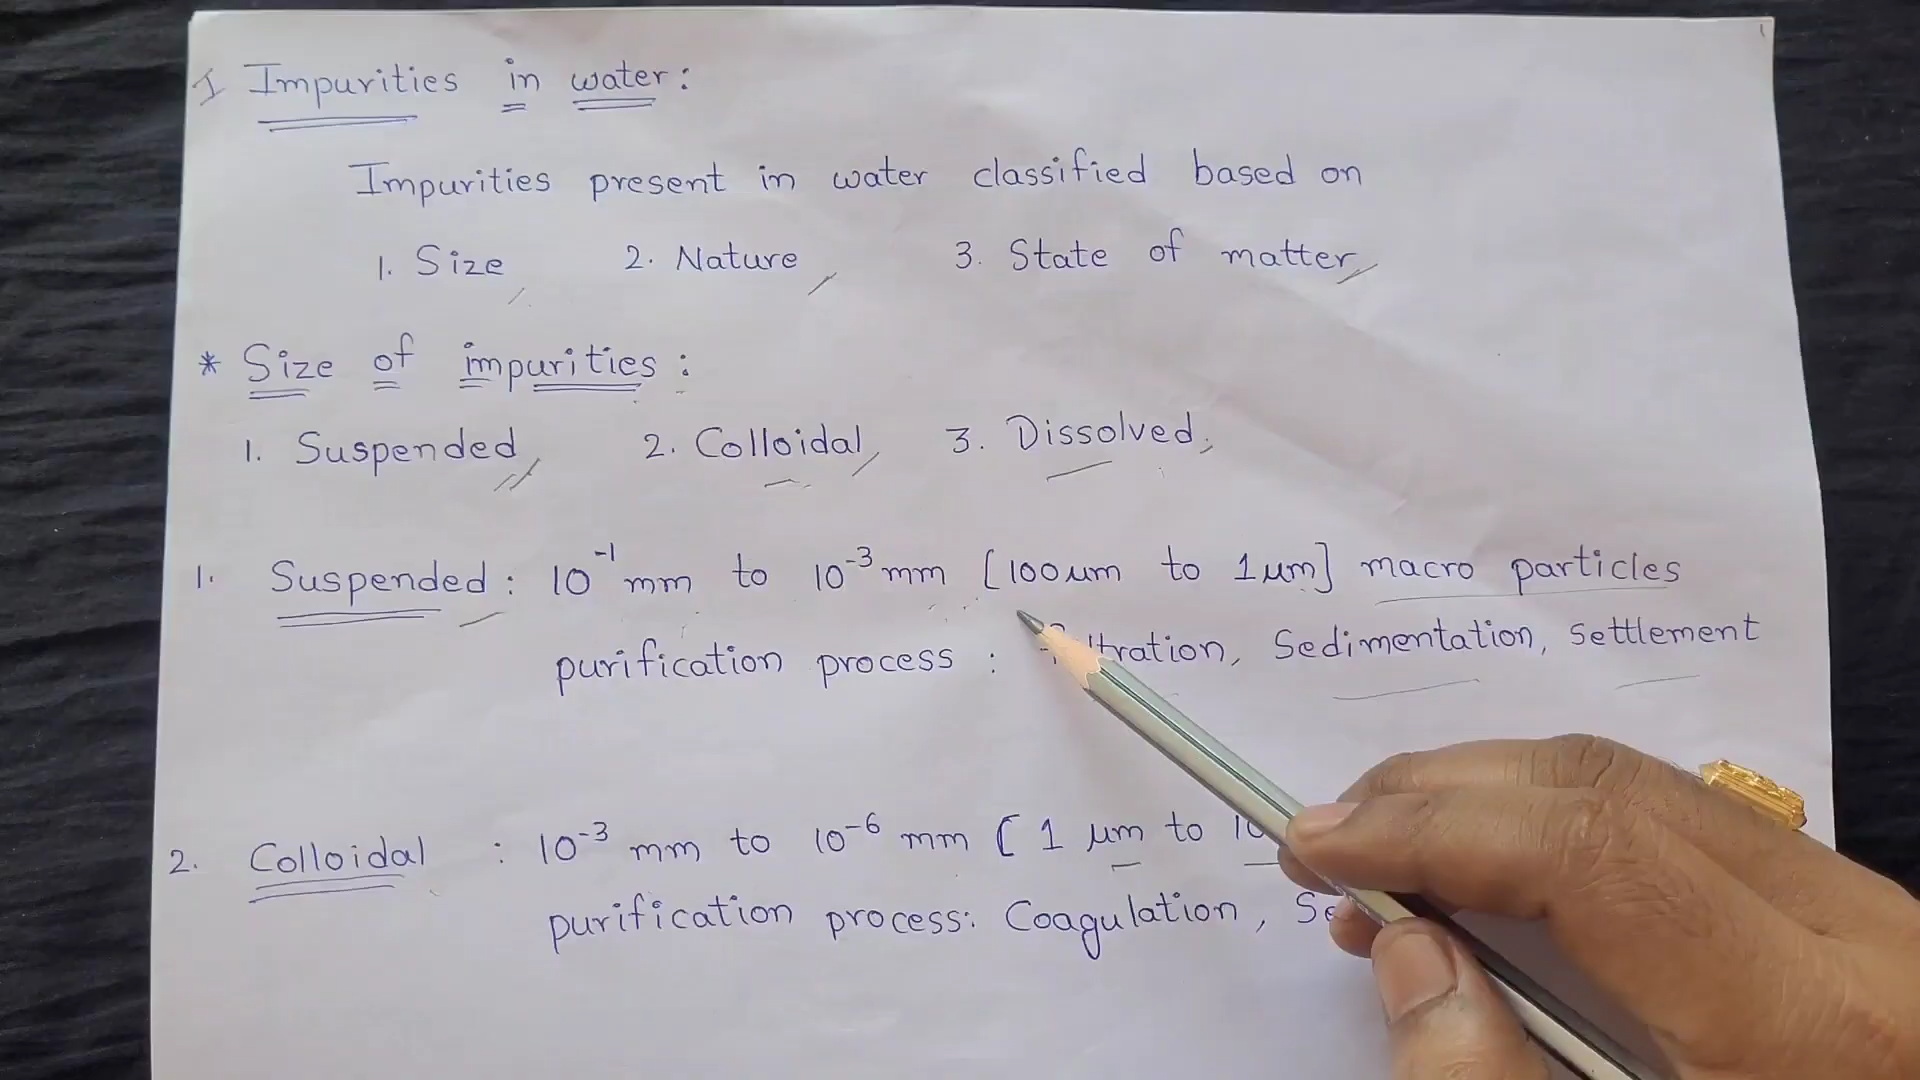 I Impurities in water:
Impurities present in water classified based on
1. Size 2. Nature 3. State of matter
* Size of impurities:
1. Suspended, 2. Colloidal, 3. Dissolved,
1. Suspended: 10⁻¹ mm to 10⁻³ mm [100 um to 1 um] macro particles
purification process: Sedimentation, Settlement
2. Colloidal : 10⁻³ mm to 10⁻⁶ mm [1 µm to
purification process: Coagulation,